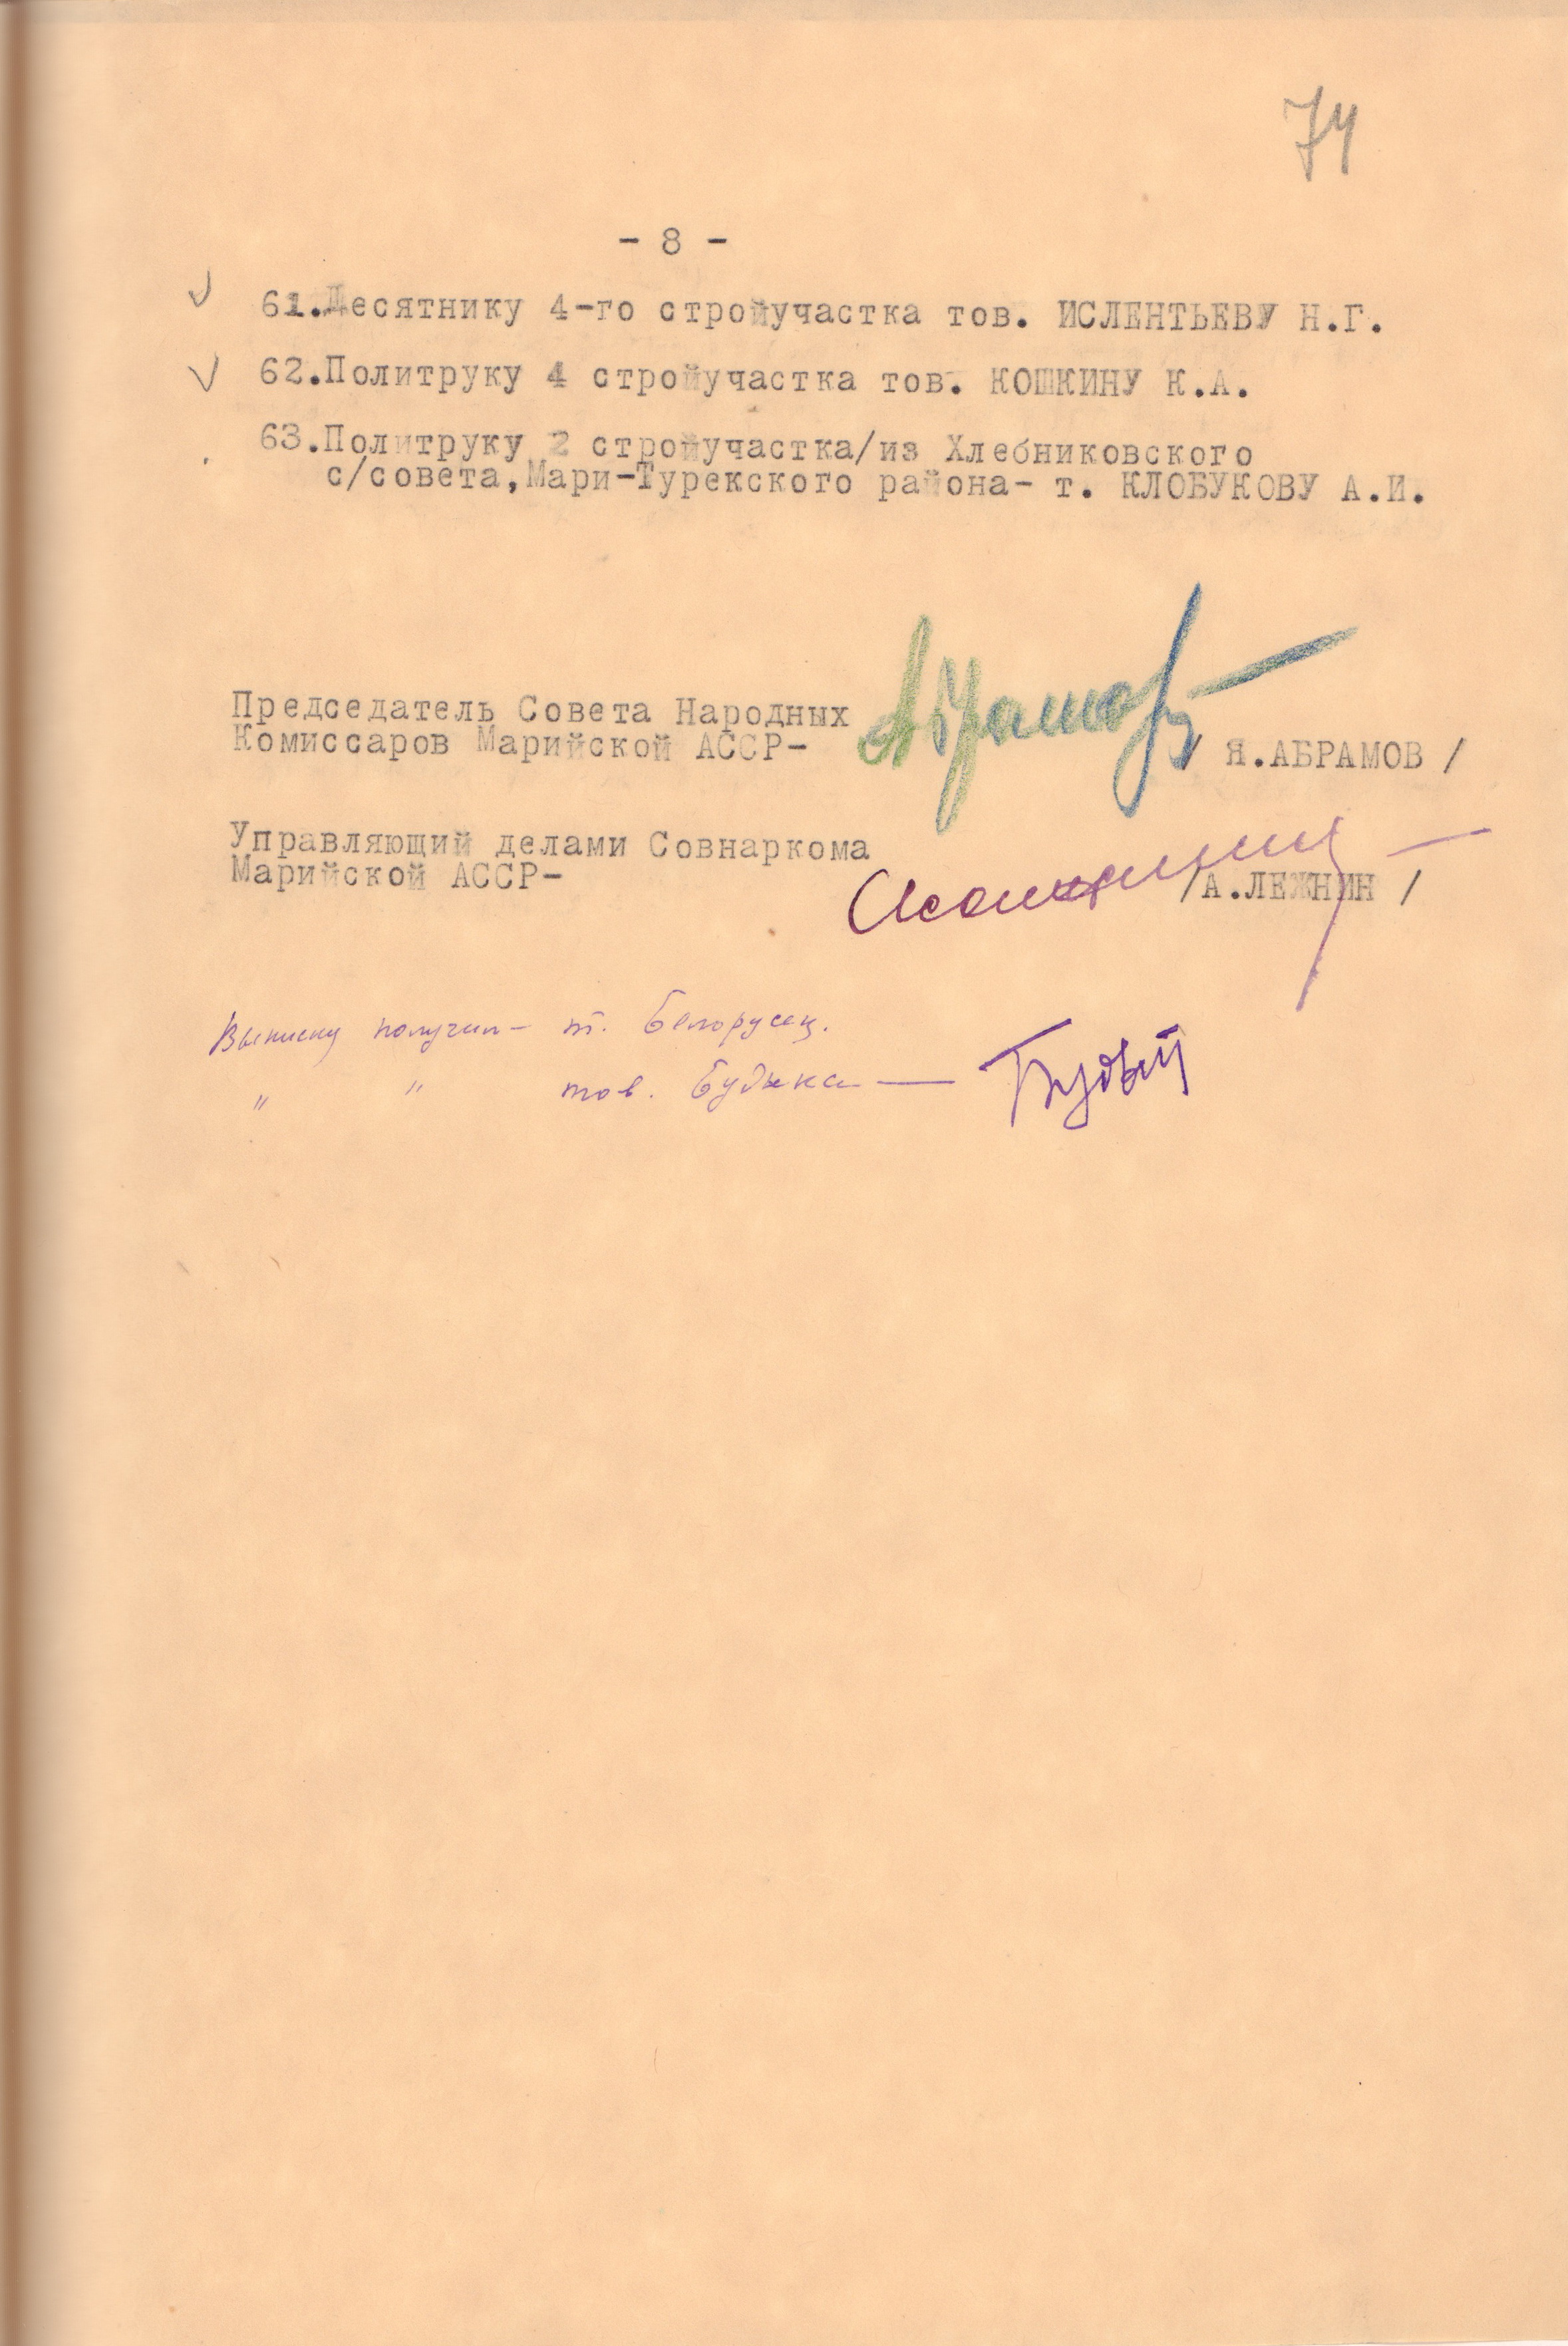 74
- 8 -
61.Десятнику 4-го стройучастка тов. ИСЛЕНТЬЕВУ Н.Г.
62.Политруку 4 стройучастка тов. КОШКИНУ К.А.
63.Политруку 2 стройучастка/из Хлебниковского
с/совета,Мари-Турекского района- т. КЛОБУКОВУ А.И.
Председатель Совета Народных
Комиссаров Марийской АССР-
Абрамов
/ Я.АБРАМОВ /
Управляющий делами Совнаркома
Марийской АССР-
/А.ЛЕЖНИН /
Выписку получил - т. Белорусец.
" " тов. Будыка —